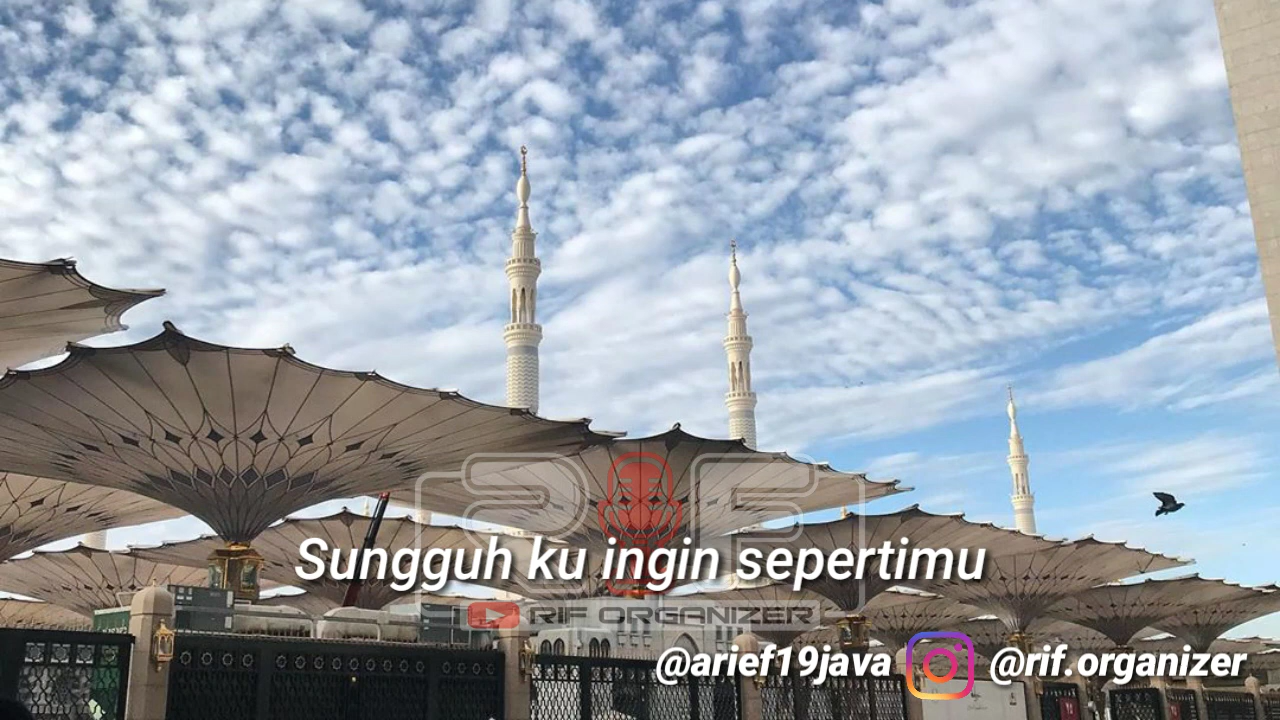 Sungguh ku ingin sepertimu
RIF ORGANIZER
@arief19java @rif.organizer